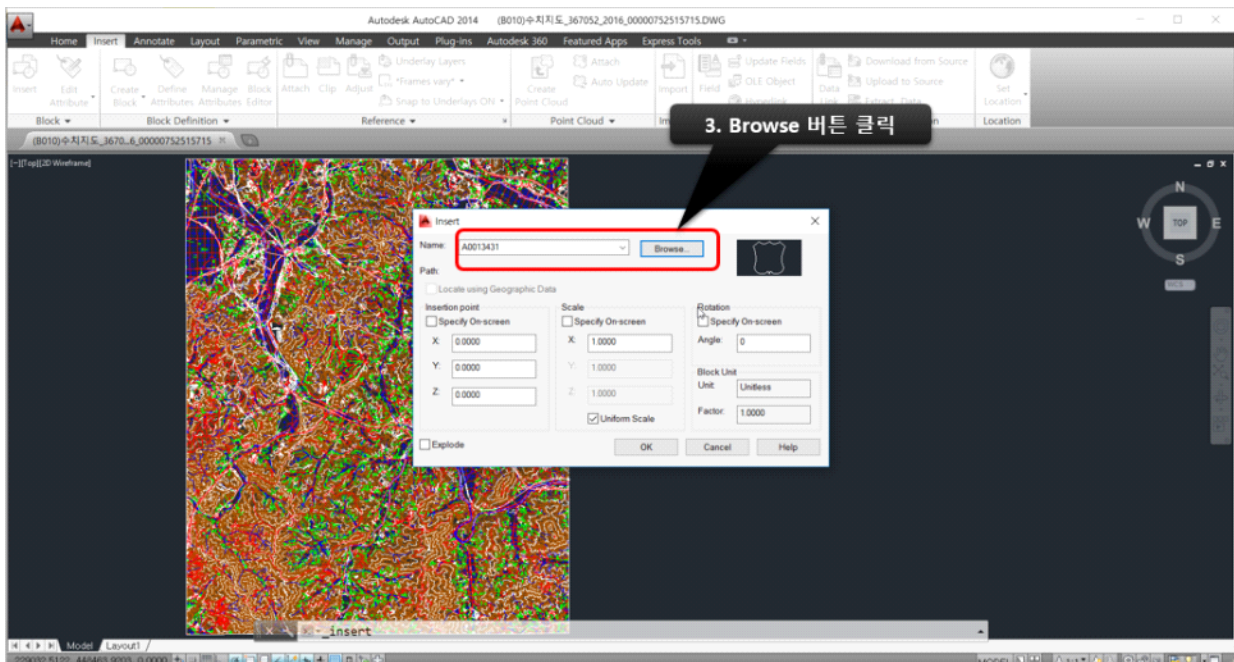 Autodesk AutoCAD 2014 (B010)수치지도_367052_2016_00000752515715.DWG
Home Insert Annotate Layout Parametric View Manage Output Plug-ins Autodesk 360 Featured Apps Express Tools
Underlay Layers Attach Update Fields Download from Source
*Frames vary* Auto Update OLE Object Upload to Source
Insert Edit Attribute Create Block Define Attributes Manage Attributes Block Editor Attach Clip Adjust Snap to Underlays ON Create Point Cloud Import Field Hyperlink Data Link Extract Data Set Location
Block Block Definition Reference Point Cloud Location
3. Browse 버튼 클릭
(B010)수치지도_3670...6_00000752515715
[-][Top][2D Wireframe]
N
W TOP E
S
WCS
Insert
Name: A0013431 Browse...
Path:
Locate using Geographic Data
Insertion point Scale Rotation
Specify On-screen Specify On-screen Specify On-screen
X: 0.0000 X: 1.0000 Angle: 0
Y: 0.0000 Y: 1.0000 Block Unit
Unit: Unitless
Z: 0.0000 Z: 1.0000
Uniform Scale Factor: 1.0000
Explode OK Cancel Help
-_insert
Model Layout1
MODEL 1:1